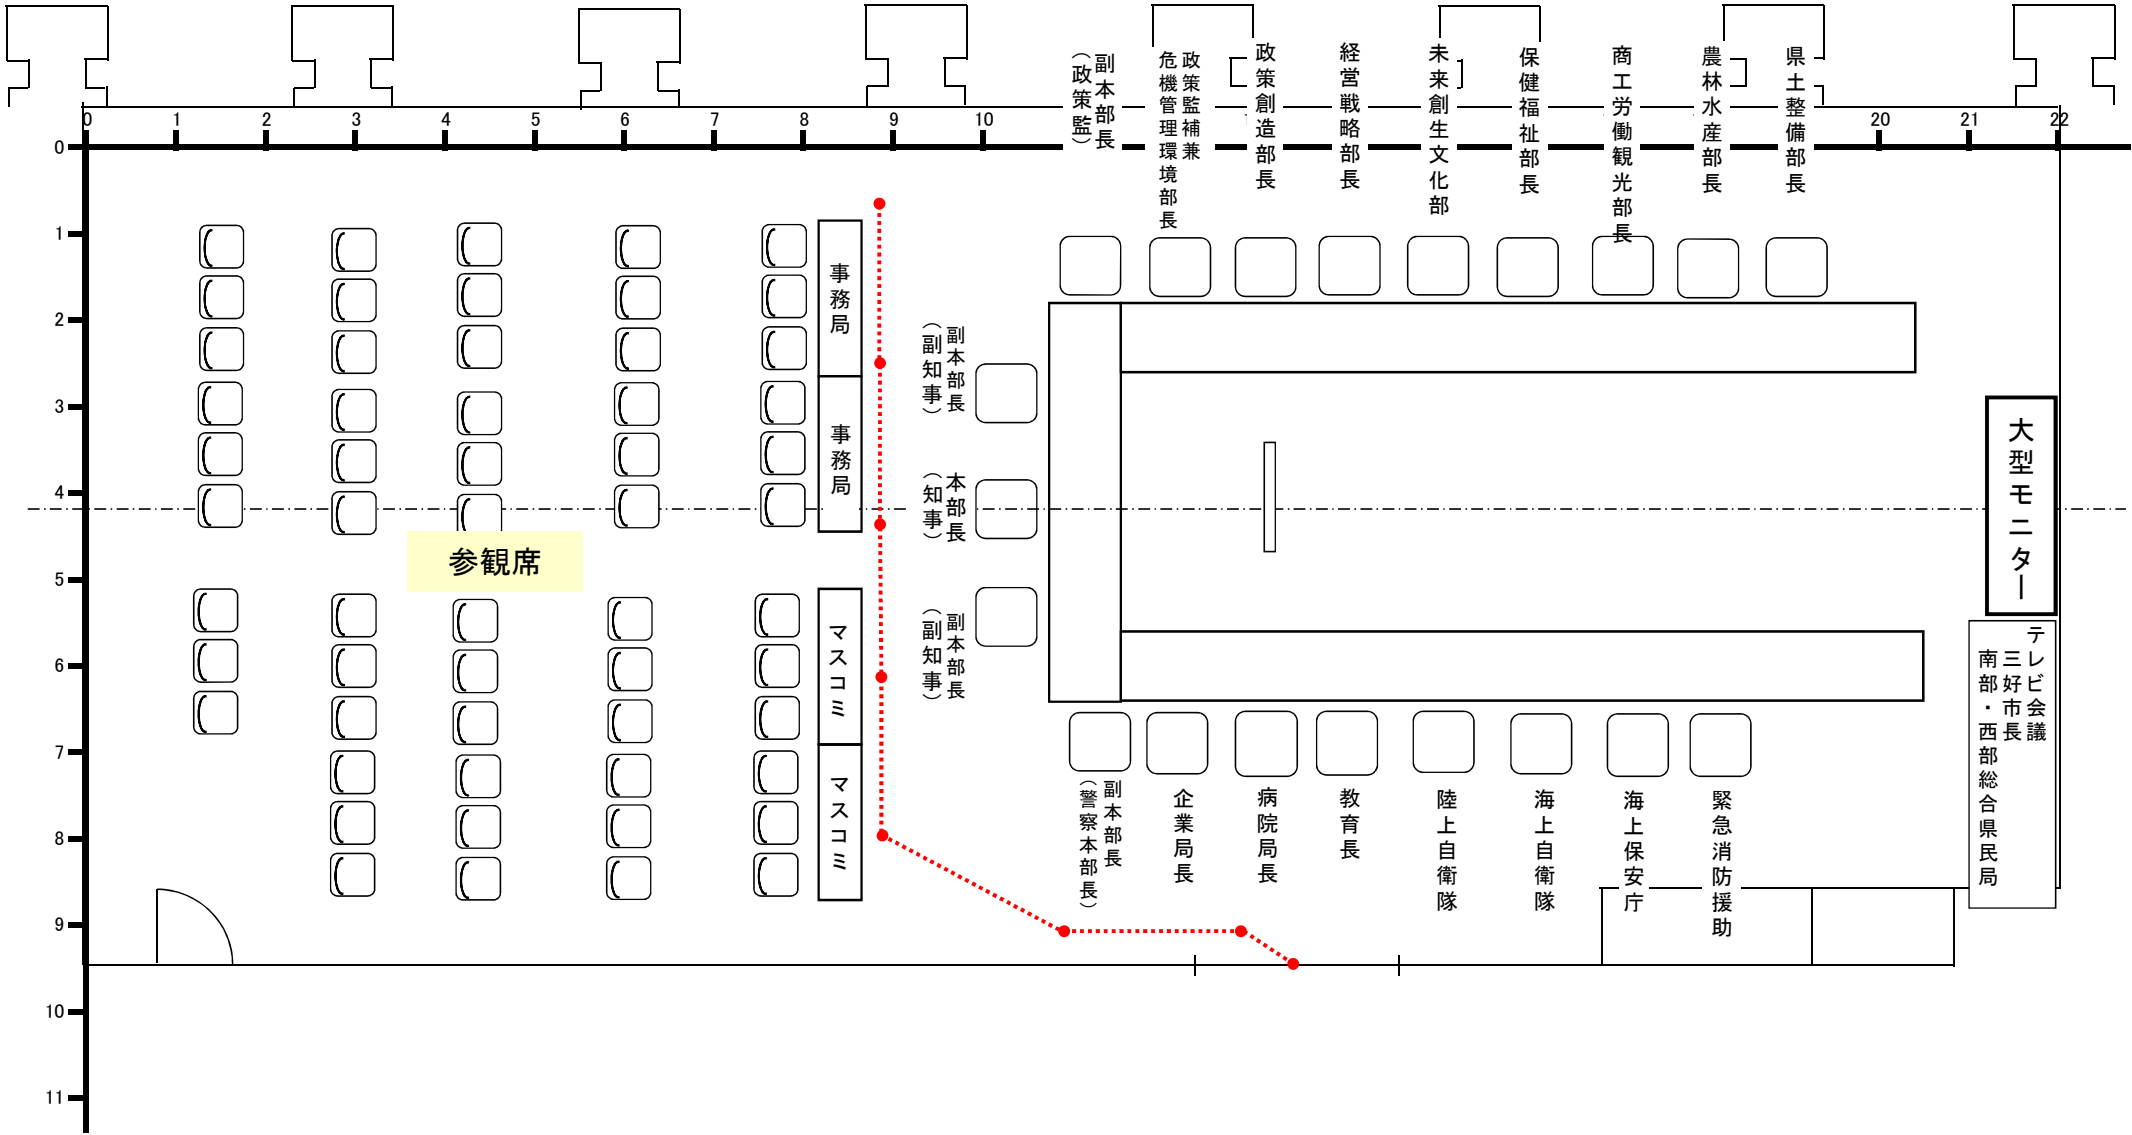 0
1
2
3
4
5
6
7
8
9
10
20
21
22
0
1
2
3
4
5
6
7
8
9
10
11
副本部長
(政策監)
政策監補兼
危機管理環境部長
政策創造部長
経営戦略部長
未来創生文化部
保健福祉部長
商工労働観光部長
農林水産部長
県土整備部長
事務局
事務局
マスコミ
マスコミ
参観席
副本部長
(副知事)
本部長
(知事)
副本部長
(副知事)
大型モニター
テレビ会議
三好市長
南部・西部総合県民局
副本部長
(警察本部長)
企業局長
病院局長
教育長
陸上自衛隊
海上自衛隊
海上保安庁
緊急消防援助